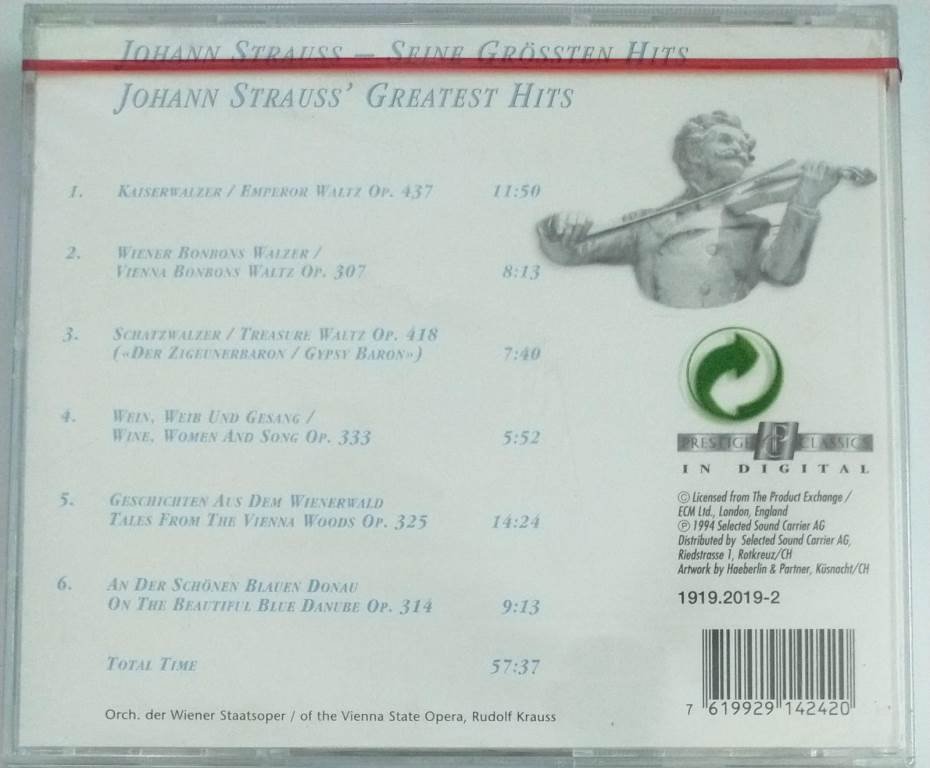 JOHANN STRAUSS – SEINE GRÖSSTEN HITS
JOHANN STRAUSS' GREATEST HITS
1. KAISERWALZER / EMPEROR WALTZ OP. 437 11:50
2. WIENER BONBONS WALZER /
VIENNA BONBONS WALTZ OP. 307 8:13
3. SCHATZWALZER / TREASURE WALTZ OP. 418
(«DER ZIGEUNERBARON / GYPSY BARON») 7:40
4. WEIN, WEIB UND GESANG /
WINE, WOMEN AND SONG OP. 333 5:52
5. GESCHICHTEN AUS DEM WIENERWALD
TALES FROM THE VIENNA WOODS OP. 325 14:24
6. AN DER SCHÖNEN BLAUEN DONAU
ON THE BEAUTIFUL BLUE DANUBE OP. 314 9:13
TOTAL TIME 57:37
Orch. der Wiener Staatsoper / of the Vienna State Opera, Rudolf Krauss
PRESTIGE PC CLASSICS
IN DIGITAL
© Licensed from The Product Exchange /
ECM Ltd., London, England
℗ 1994 Selected Sound Carrier AG
Distributed by Selected Sound Carrier AG,
Riedstrasse 1, Rotkreuz/CH
Artwork by Haeberlin & Partner, Küsnacht/CH
1919.2019-2
7 619929 142420